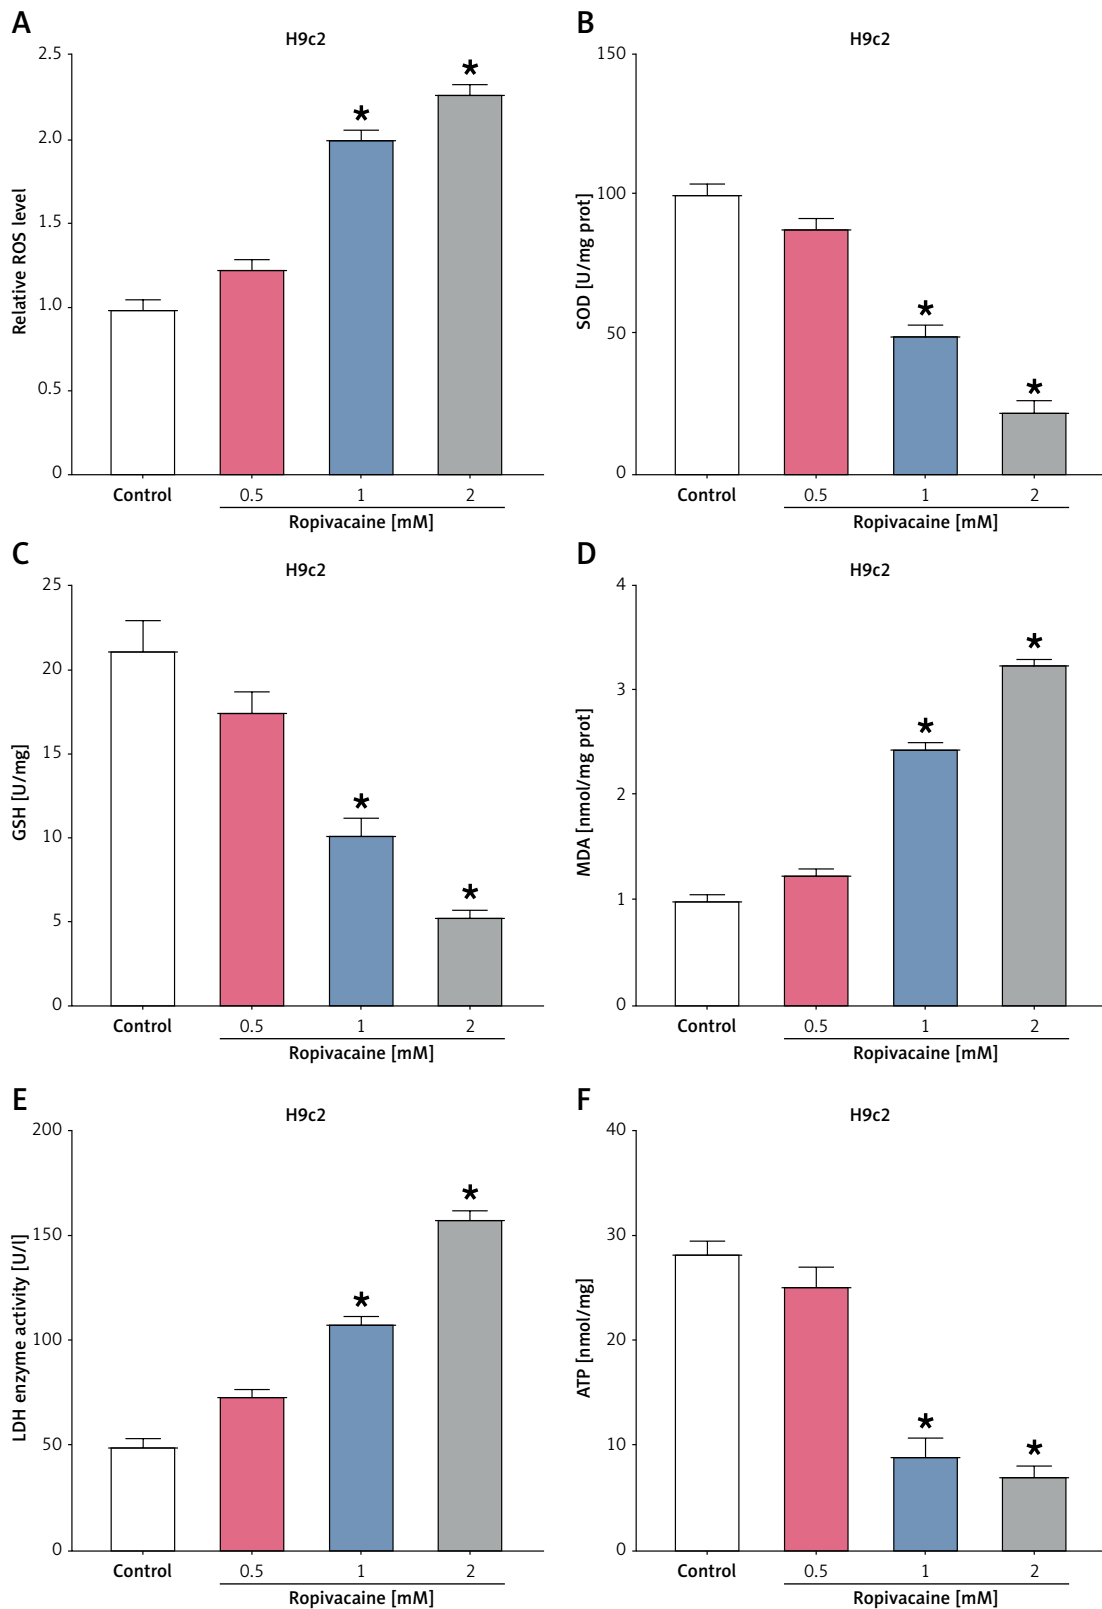 A
H9c2
Relative ROS level
2.5
2.0
1.5
1.0
0.5
0
*
*
Control
0.5
1
2
Ropivacaine [mM]
B
H9c2
SOD [U/mg prot]
150
100
50
0
*
*
Control
0.5
1
2
Ropivacaine [mM]
C
H9c2
GSH [U/mg]
25
20
15
10
5
0
*
*
Control
0.5
1
2
Ropivacaine [mM]
D
H9c2
MDA [nmol/mg prot]
4
3
2
1
0
*
*
Control
0.5
1
2
Ropivacaine [mM]
E
H9c2
LDH enzyme activity [U/l]
200
150
100
50
0
*
*
Control
0.5
1
2
Ropivacaine [mM]
F
H9c2
ATP [nmol/mg]
40
30
20
10
0
*
*
Control
0.5
1
2
Ropivacaine [mM]